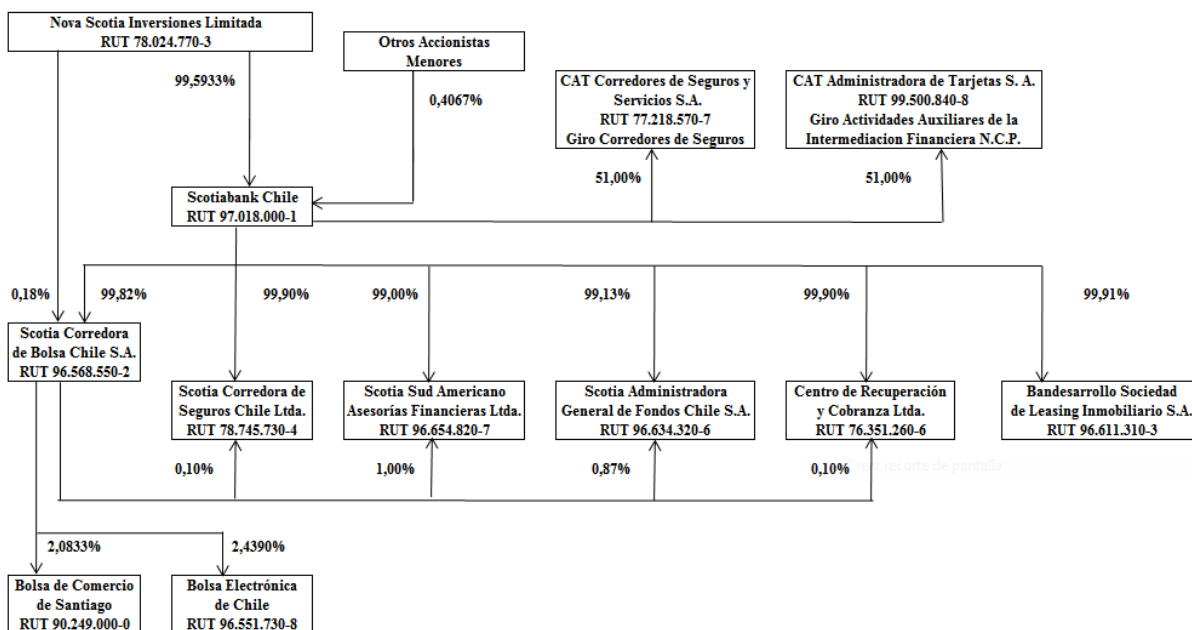 Nova Scotia Inversiones Limitada
RUT 78.024.770-3
Otros Accionistas
Menores
99,5933%
0,4067%
CAT Corredores de Seguros y
Servicios S.A.
RUT 77.218.570-7
Giro Corredores de Seguros
CAT Administradora de Tarjetas S. A.
RUT 99.500.840-8
Giro Actividades Auxiliares de la
Intermediacion Financiera N.C.P.
51,00%
51,00%
Scotiabank Chile
RUT 97.018.000-1
0,18%
99,82%
99,90%
99,00%
99,13%
99,90%
99,91%
Scotia Corredora
de Bolsa Chile S.A.
RUT 96.568.550-2
Scotia Corredora de
Seguros Chile Ltda.
RUT 78.745.730-4
Scotia Sud Americano
Asesorías Financieras Ltda.
RUT 96.654.820-7
Scotia Administradora
General de Fondos Chile S.A.
RUT 96.634.320-6
Centro de Recuperación
y Cobranza Ltda.
RUT 76.351.260-6
Bandesarrollo Sociedad
de Leasing Inmobiliario S.A.
RUT 96.611.310-3
0,10%
1,00%
0,87%
0,10%
recorte de pantalla
2,0833%
2,4390%
Bolsa de Comercio
de Santiago
RUT 90.249.000-0
Bolsa Electrónica
de Chile
RUT 96.551.730-8